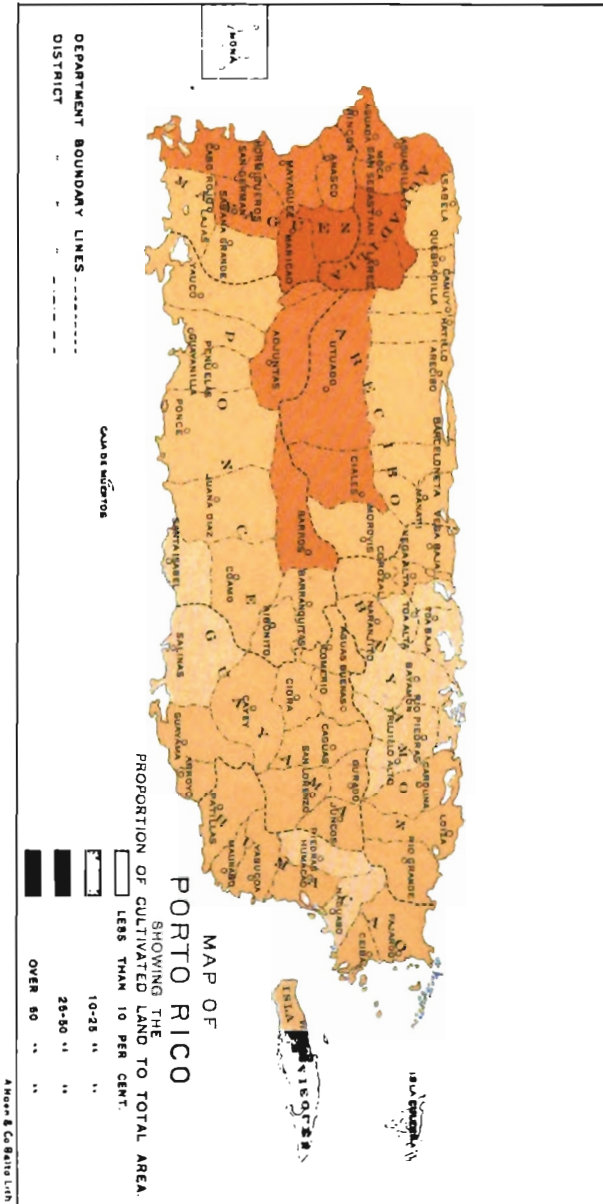 MAP OF
PORTO RICO
SHOWING THE
PROPORTION OF CULTIVATED LAND TO TOTAL AREA.
LESS THAN 10 PER CENT.
10-25 " "
25-50 " "
OVER 50 " "
DEPARTMENT BOUNDARY LINES
DISTRICT " "
MONA
CAJA DE MUERTOS
ISLA CULEBRA
ISLA VIEQUES
AGUADILLA
ARECIBO
BAYAMON
PONCE
GUAYAMA
ISABELA
QUEBRADILLA
CAMUYO
HATILLO
ARECIBO
BARCELONETA
MANATI
VEGA BAJA
VEGA ALTA
TOA BAJA
TOA ALTA
BAYAMON
RIO PIEDRAS
TRUJILLO ALTO
CAROLINA
LOIZA
RIO GRANDE
FAJARDO
CEIBA
NAGUABO
HUMACAO
PIEDRAS
JUNCOS
GURABO
SAN LORENZO
CAGUAS
AGUAS BUENAS
COMERIO
CIDRA
CAYEY
NARANJITO
COROZAL
MOROVIS
CIALES
UTUADO
ADJUNTAS
BARROS
BARRANQUITAS
AIBONITO
COAMO
JUANA DIAZ
SANTA ISABEL
SALINAS
GUAYAMA
ARROYO
PATILLAS
MAUNABO
YABUCOA
PONCE
PEÑUELAS
GUAYANILLA
YAUCO
SABANA GRANDE
LAJAS
SAN GERMAN
CABO ROJO
HORMIGUEROS
MAYAGUEZ
MARICAO
LARES
SAN SEBASTIAN
AÑASCO
RINCON
AGUADA
MOCA
AGUADILLA
A Hoen & Co Balto Lith